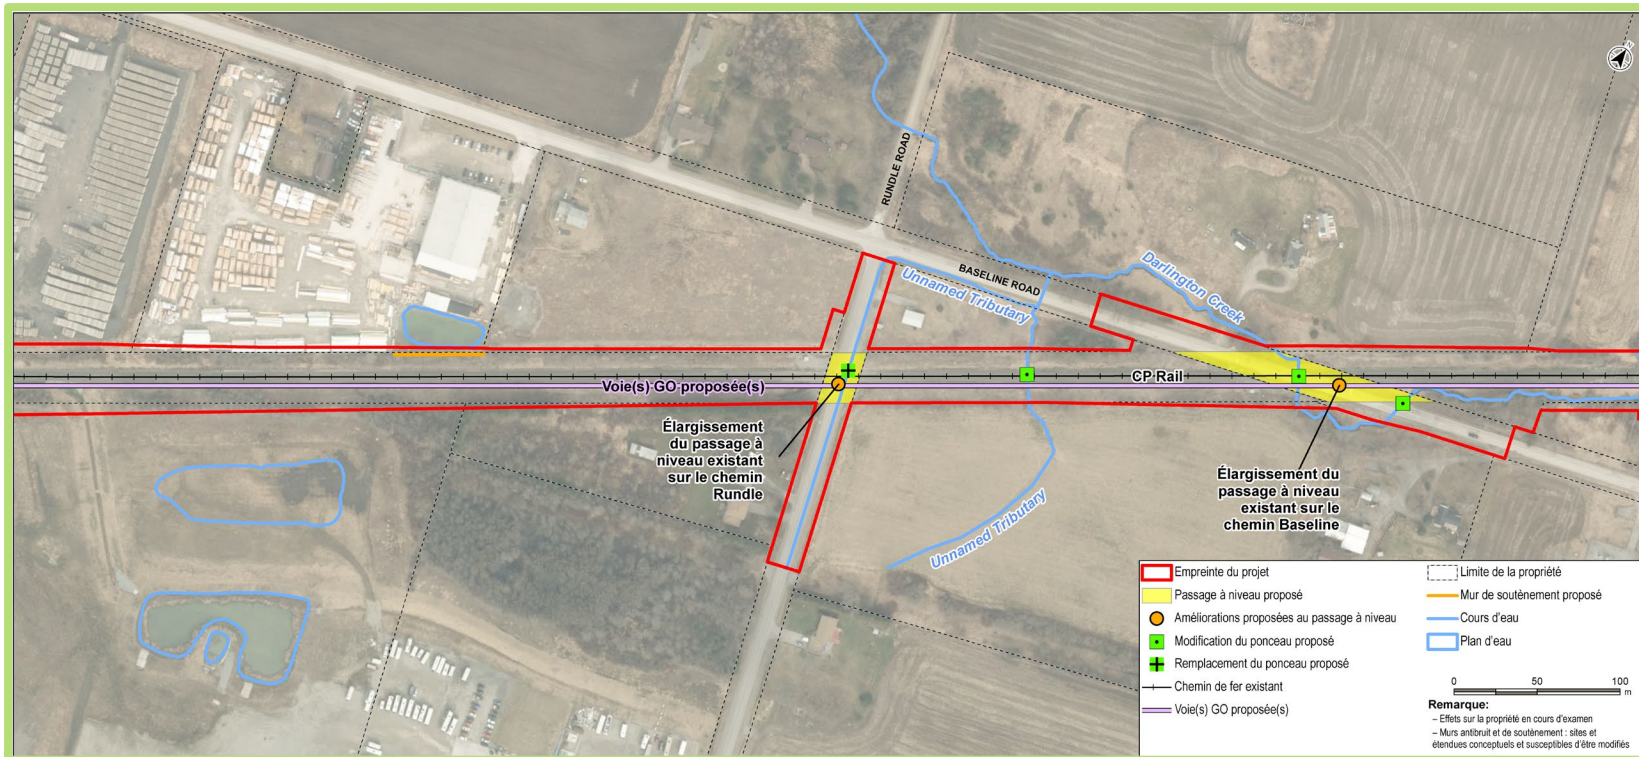 N
RUNDLE ROAD
BASELINE ROAD
Unnamed Tributary
Darlington Creek
Voie(s) GO proposée(s)
CP Rail
Élargissement
du passage à
niveau existant
sur le chemin
Rundle
Élargissement du
passage à niveau
existant sur le
chemin Baseline
Unnamed Tributary
Empreinte du projet
Passage à niveau proposé
Améliorations proposées au passage à niveau
Modification du ponceau proposé
Remplacement du ponceau proposé
Chemin de fer existant
Voie(s) GO proposée(s)
Limite de la propriété
Mur de soutènement proposé
Cours d'eau
Plan d'eau
0 50 100
m
Remarque:
– Effets sur la propriété en cours d'examen
– Murs antibruit et de soutènement : sites et
étendues conceptuels et susceptibles d'être modifiés